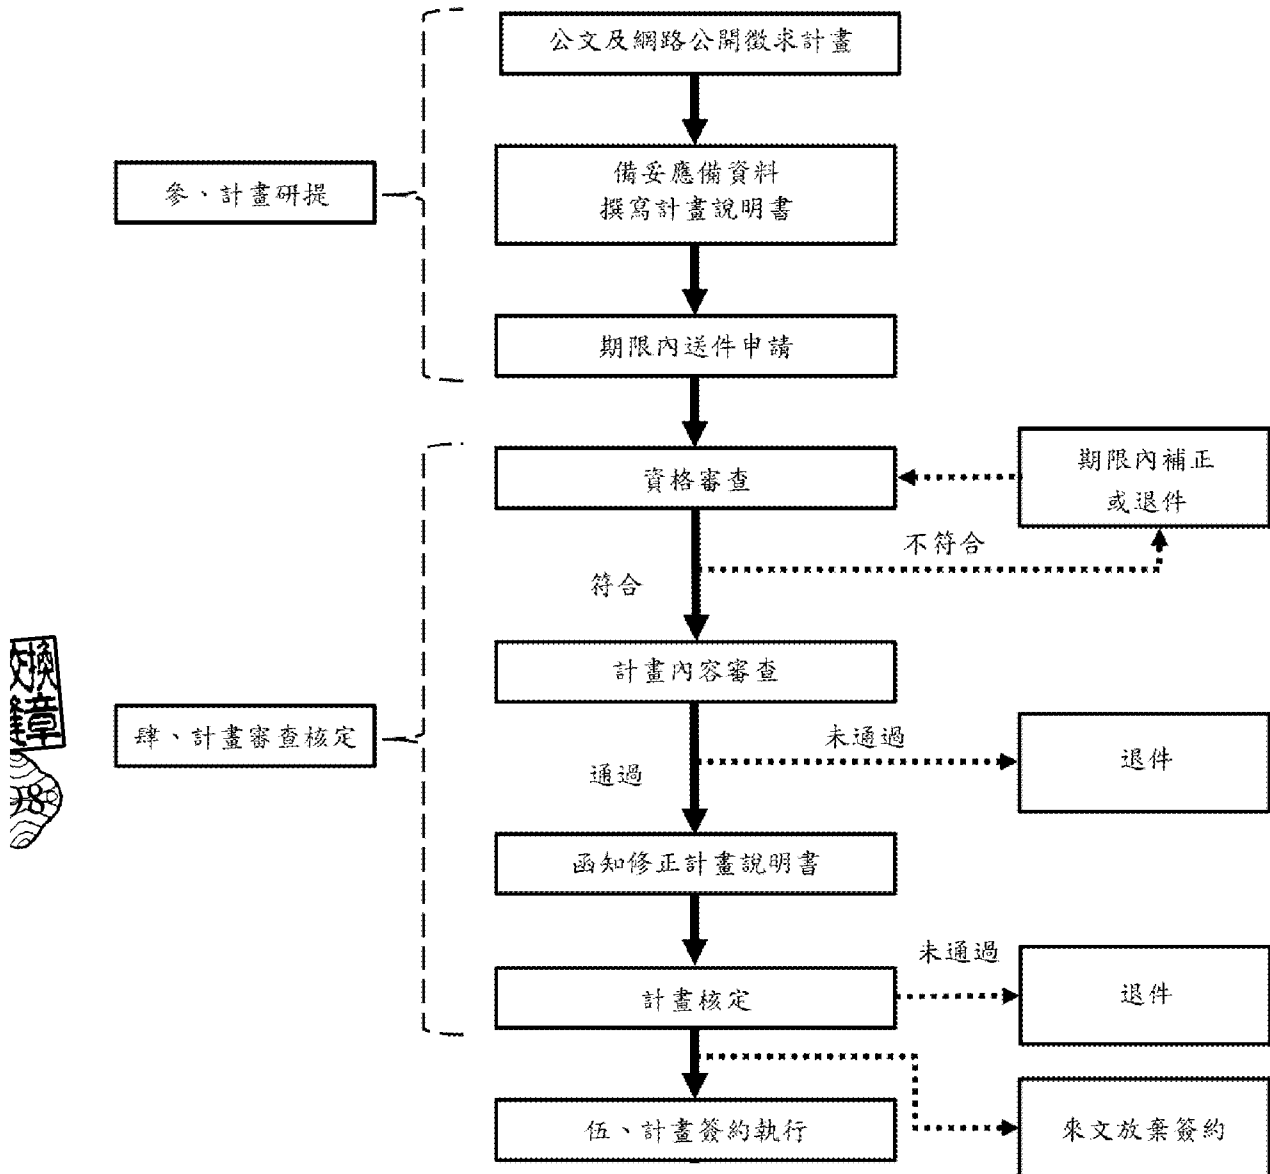 公文及網路公開徵求計畫
參、計畫研提
備妥應備資料
撰寫計畫說明書
期限內送件申請
資格審查
期限內補正
或退件
不符合
符合
計畫內容審查
肆、計畫審查核定
未通過
退件
通過
函知修正計畫說明書
計畫核定
未通過
退件
伍、計畫簽約執行
來文放棄簽約
換
章